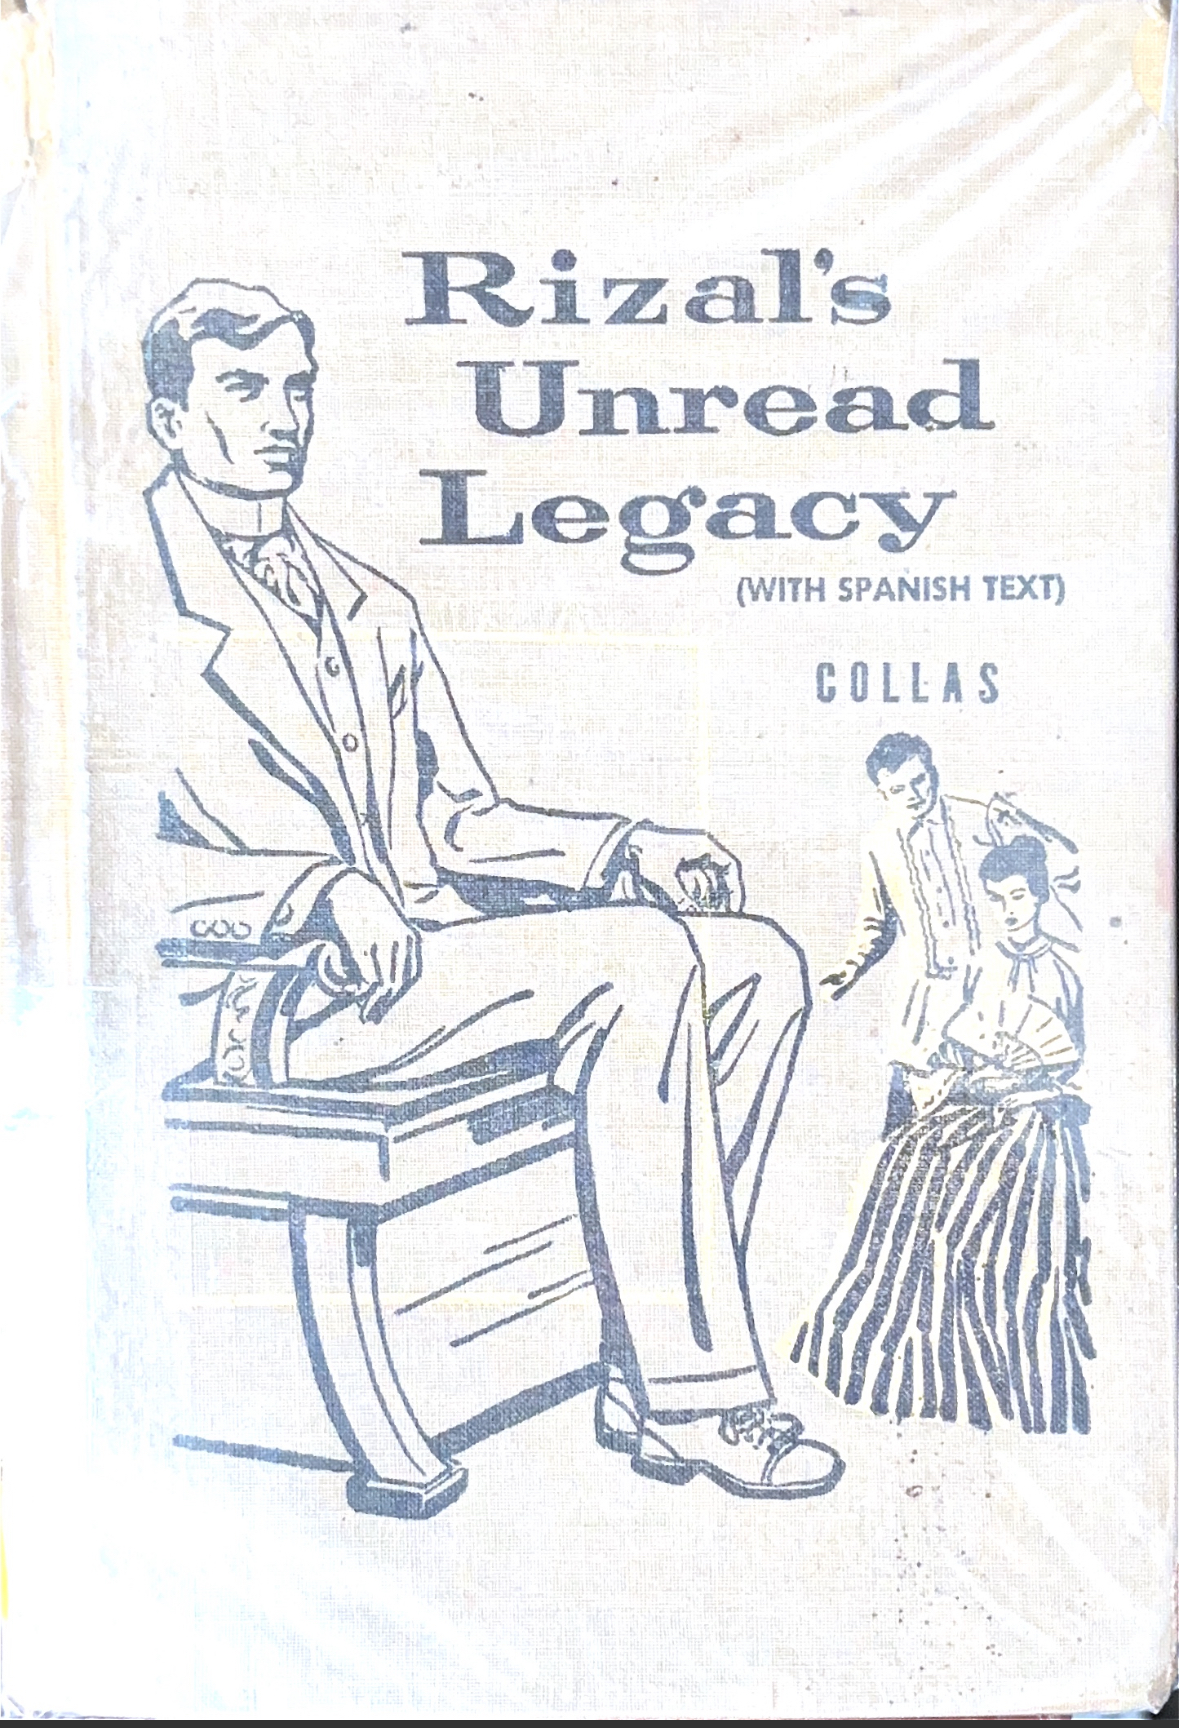 Rizal's
Unread
Legacy
(WITH SPANISH TEXT)
COLLAS